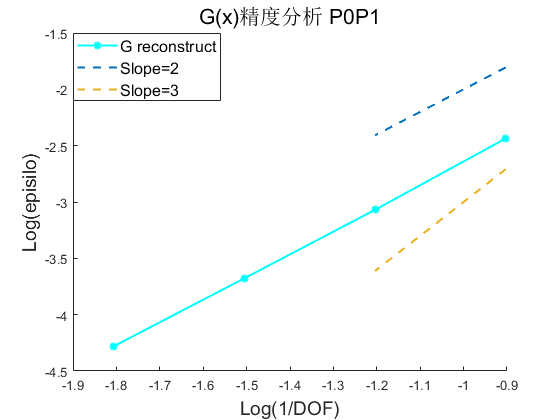 G(x)精度分析 P0P1
G reconstruct
Slope=2
Slope=3
Log(episilo)
-1.5
-2
-2.5
-3
-3.5
-4
-4.5
-1.9 -1.8 -1.7 -1.6 -1.5 -1.4 -1.3 -1.2 -1.1 -1 -0.9
Log(1/DOF)